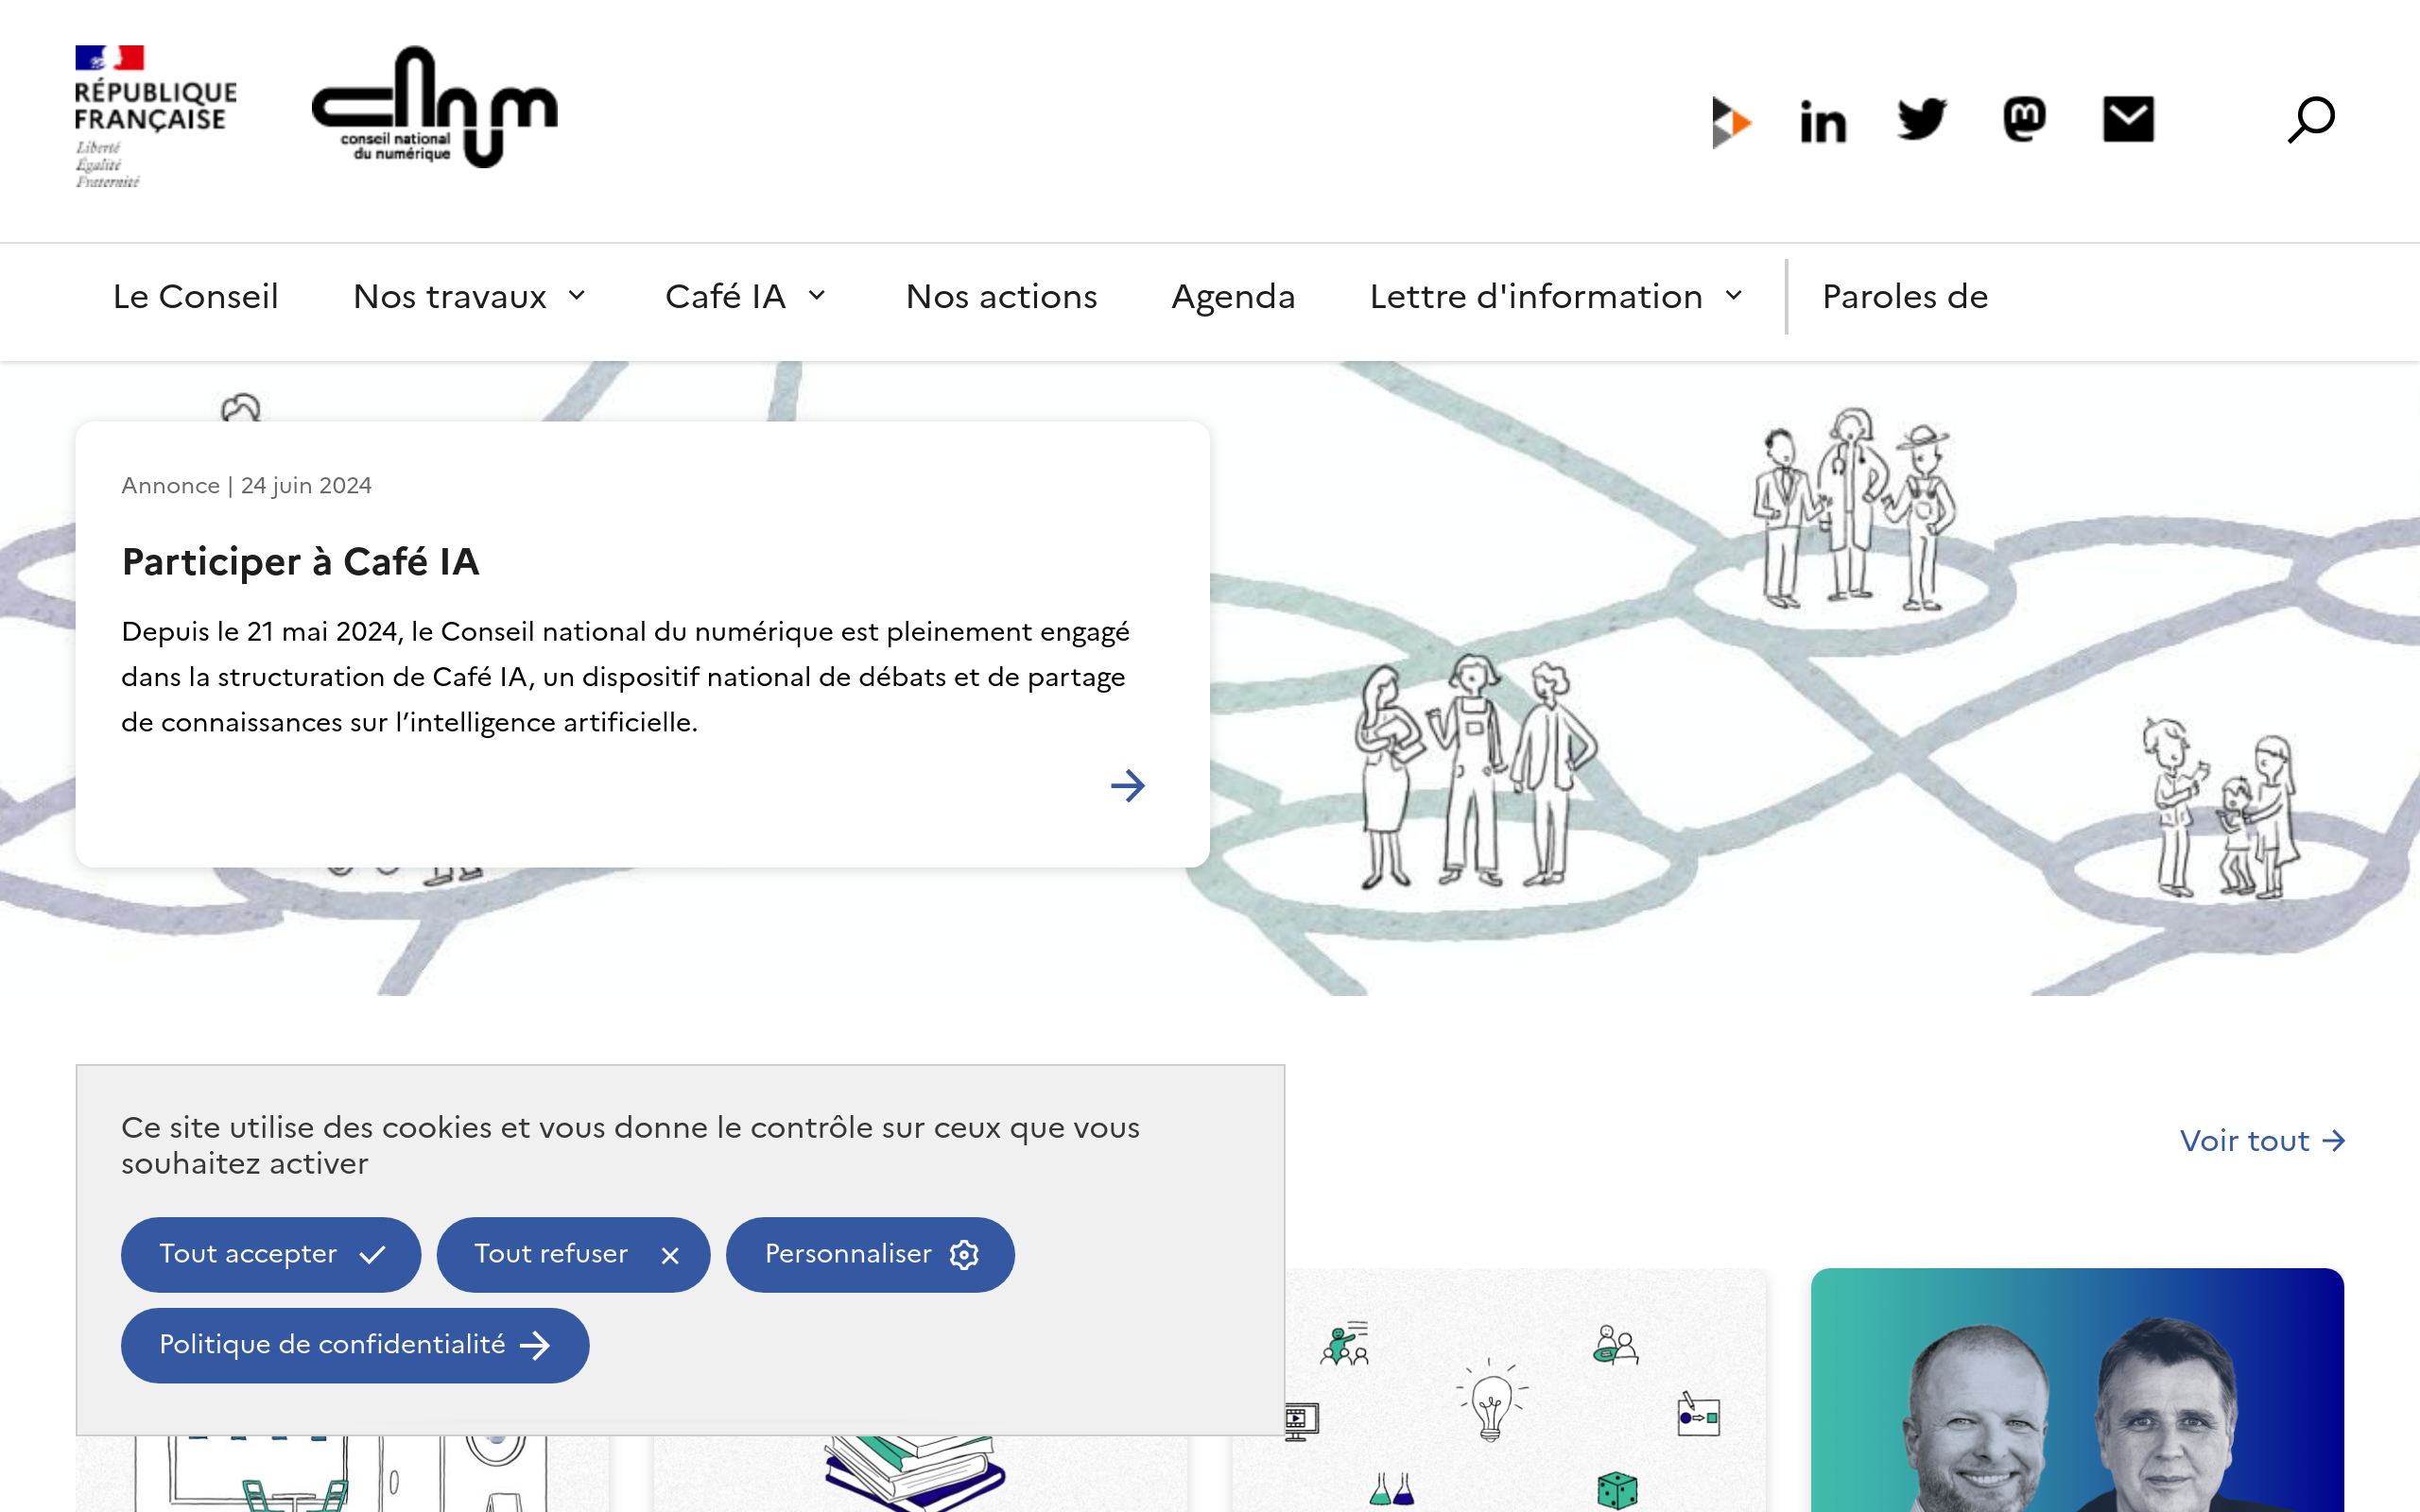 RÉPUBLIQUE
FRANÇAISE
Liberté
Égalité
Fraternité
cnnum
conseil national
du numérique
in
Le Conseil
Nos travaux
Café IA
Nos actions
Agenda
Lettre d'information
Paroles de
Annonce | 24 juin 2024
Participer à Café IA
Depuis le 21 mai 2024, le Conseil national du numérique est pleinement engagé
dans la structuration de Café IA, un dispositif national de débats et de partage
de connaissances sur l’intelligence artificielle.
Voir tout
Ce site utilise des cookies et vous donne le contrôle sur ceux que vous
souhaitez activer
Tout accepter
Tout refuser
Personnaliser
Politique de confidentialité